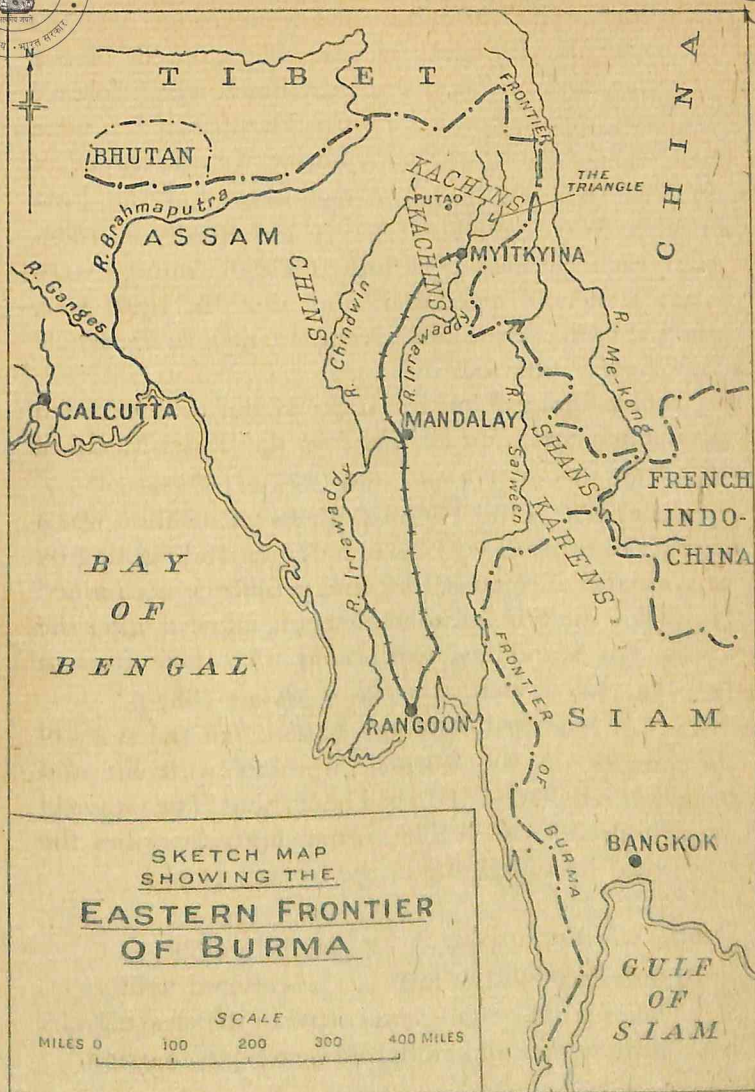 भारत सरकार
N
TIBET
CHINA
FRONTIER
BHUTAN
KACHINS
THE
TRIANGLE
PUTAO
R. Brahmaputra
ASSAM
KACHINS
MYITKYINA
CHINS
R. Ganges
R. Chindwin
R. Irrawaddy
R. Me-kong
CALCUTTA
MANDALAY
R. Salween
SHANS
FRENCH
INDO-
CHINA
KARENS
R. Irrawaddy
BAY
OF
BENGAL
FRONTIER
OF
BURMA
SIAM
RANGOON
BANGKOK
GULF
OF
SIAM
SKETCH MAP
SHOWING THE
EASTERN FRONTIER
OF BURMA
SCALE
MILES 0 100 200 300 400 MILES